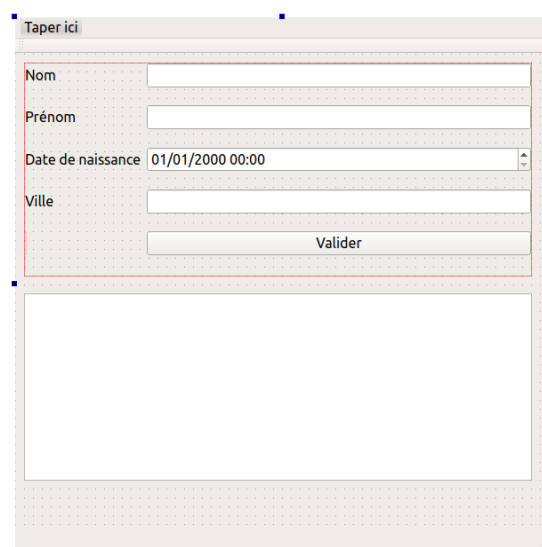 Taper ici
Nom
Prénom
Date de naissance 01/01/2000 00:00
Ville
Valider